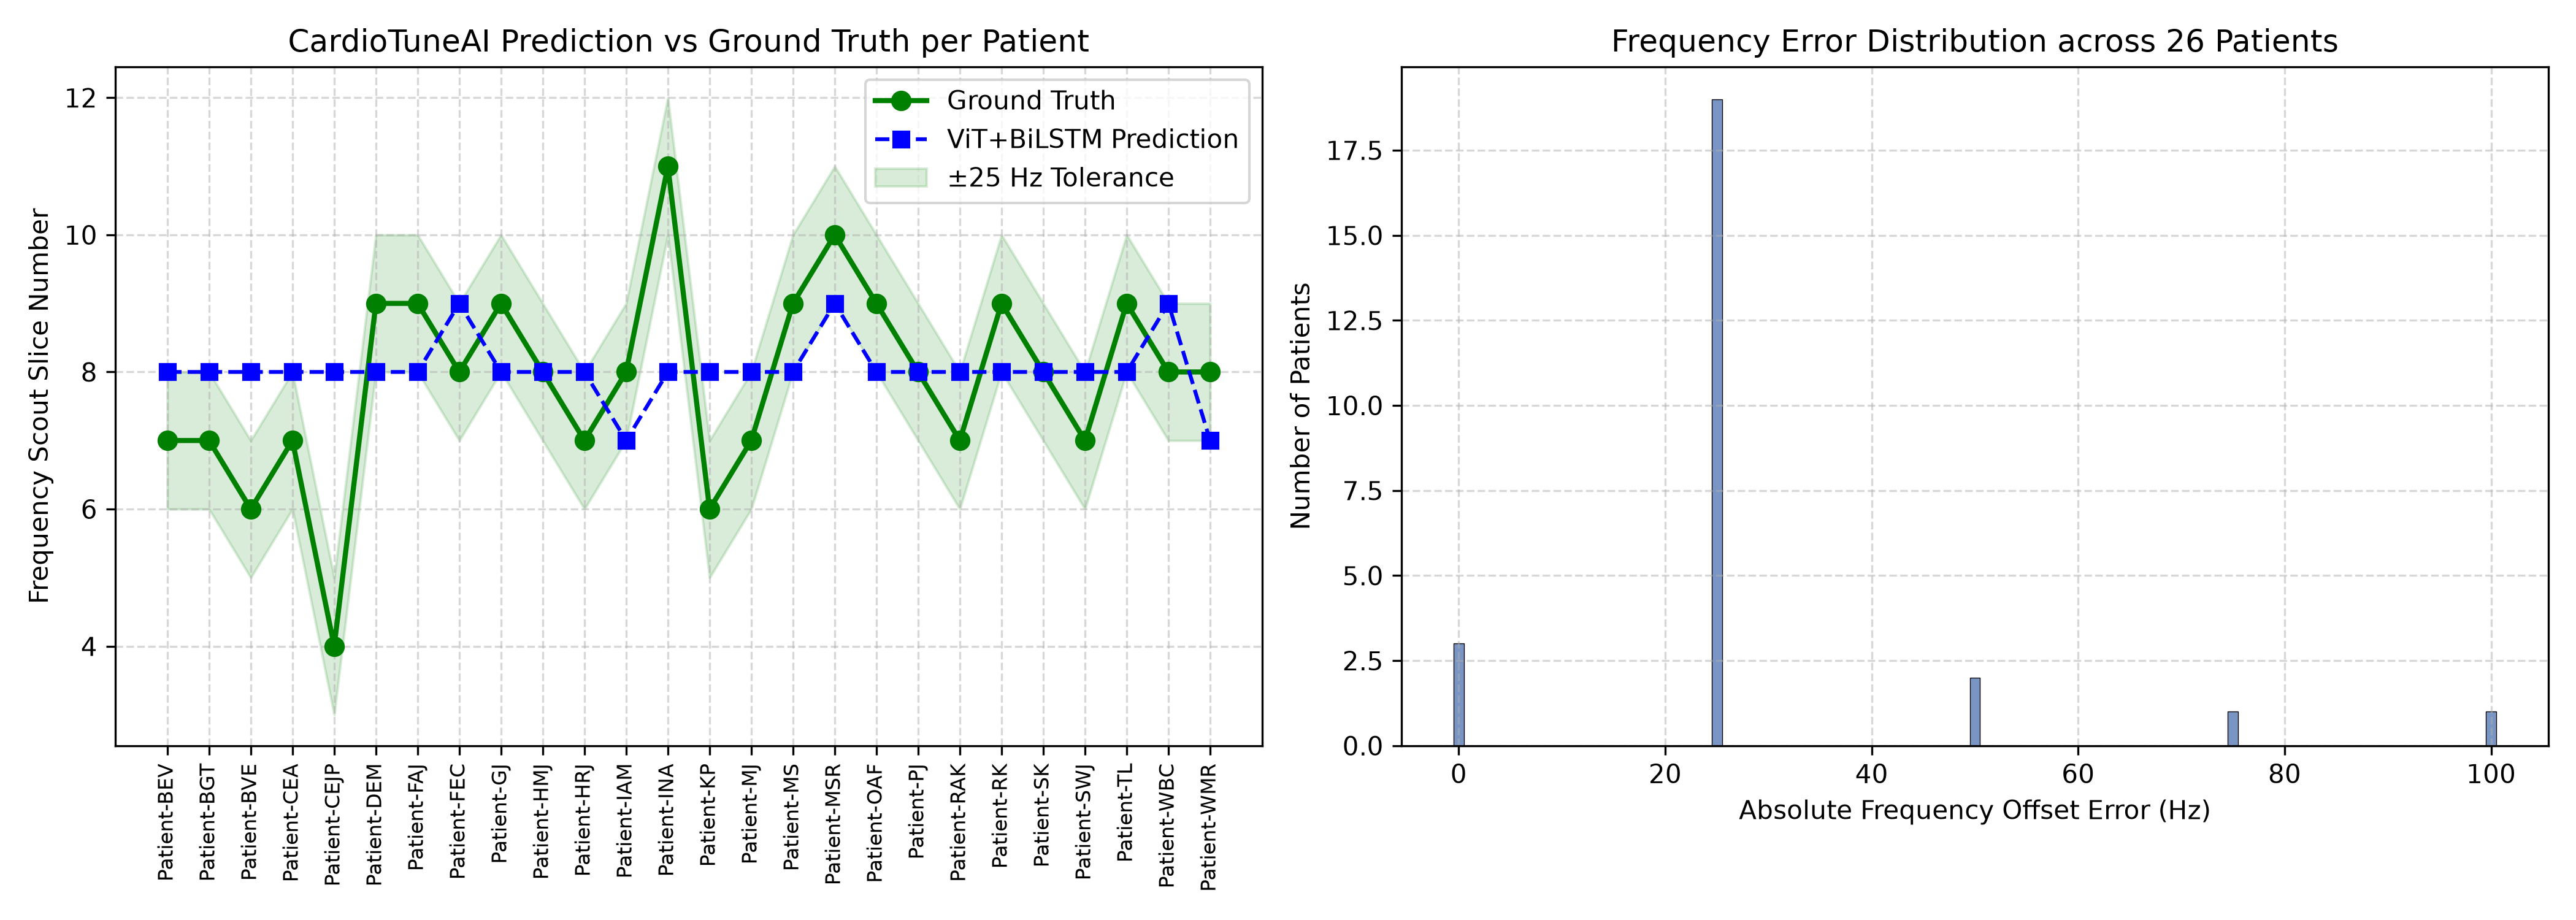 CardioTuneAI Prediction vs Ground Truth per Patient
Frequency Scout Slice Number
12
10
8
6
4
Ground Truth
ViT+BiLSTM Prediction
±25 Hz Tolerance
Patient-BEV
Patient-BGT
Patient-BVE
Patient-CEA
Patient-CEJP
Patient-DEM
Patient-FAJ
Patient-FEC
Patient-GJ
Patient-HMJ
Patient-HRJ
Patient-IAM
Patient-INA
Patient-KP
Patient-MJ
Patient-MS
Patient-MSR
Patient-OAF
Patient-PJ
Patient-RAK
Patient-RK
Patient-SK
Patient-SWJ
Patient-TL
Patient-WBC
Patient-WMR
Frequency Error Distribution across 26 Patients
Number of Patients
17.5
15.0
12.5
10.0
7.5
5.0
2.5
0.0
0 20 40 60 80 100
Absolute Frequency Offset Error (Hz)